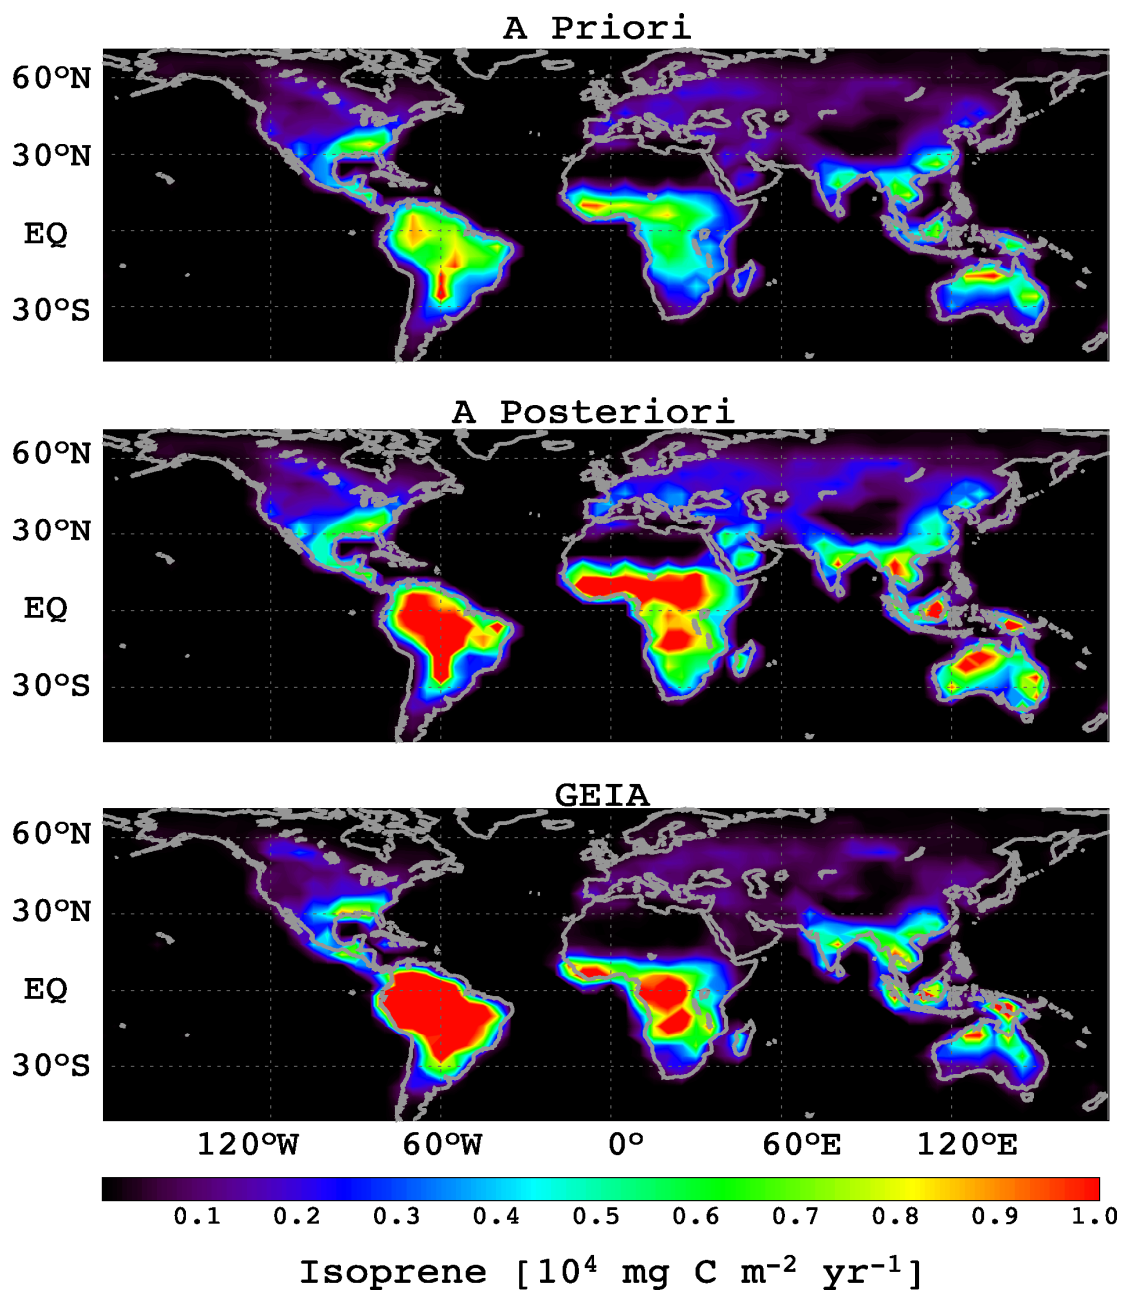 A Priori
60°N
30°N
EQ
30°S
A Posteriori
60°N
30°N
EQ
30°S
GEIA
60°N
30°N
EQ
30°S
120°W 60°W 0° 60°E 120°E
0.1 0.2 0.3 0.4 0.5 0.6 0.7 0.8 0.9 1.0
Isoprene [10⁴ mg C m⁻² yr⁻¹]